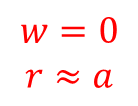 w = 0
r ≈ a